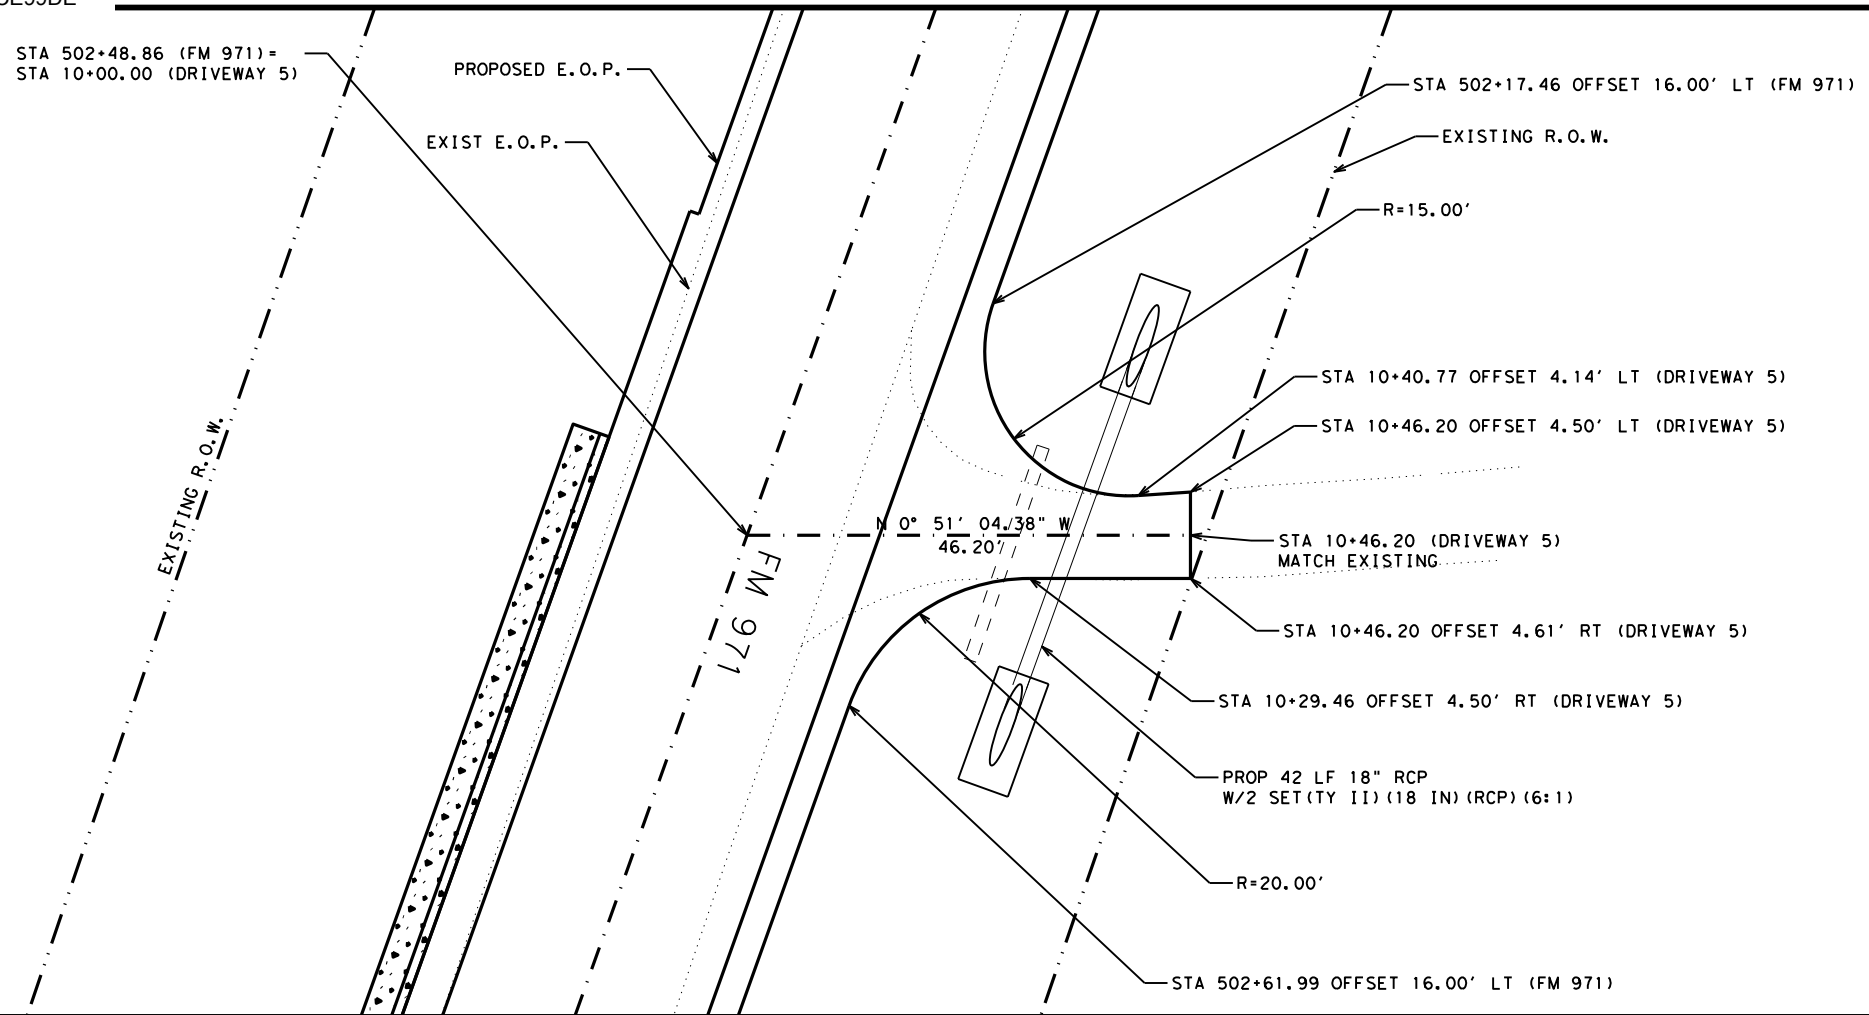 STA 502+48.86 (FM 971)=
STA 10+00.00 (DRIVEWAY 5)
PROPOSED E.O.P.
EXIST E.O.P.
STA 502+17.46 OFFSET 16.00' LT (FM 971)
EXISTING R.O.W.
R=15.00'
STA 10+40.77 OFFSET 4.14' LT (DRIVEWAY 5)
STA 10+46.20 OFFSET 4.50' LT (DRIVEWAY 5)
EXISTING R.O.W.
N 0° 51' 04.38" W
46.20'
STA 10+46.20 (DRIVEWAY 5)
MATCH EXISTING
FM 971
STA 10+46.20 OFFSET 4.61' RT (DRIVEWAY 5)
STA 10+29.46 OFFSET 4.50' RT (DRIVEWAY 5)
PROP 42 LF 18" RCP
W/2 SET(TY II)(18 IN)(RCP)(6:1)
R=20.00'
STA 502+61.99 OFFSET 16.00' LT (FM 971)